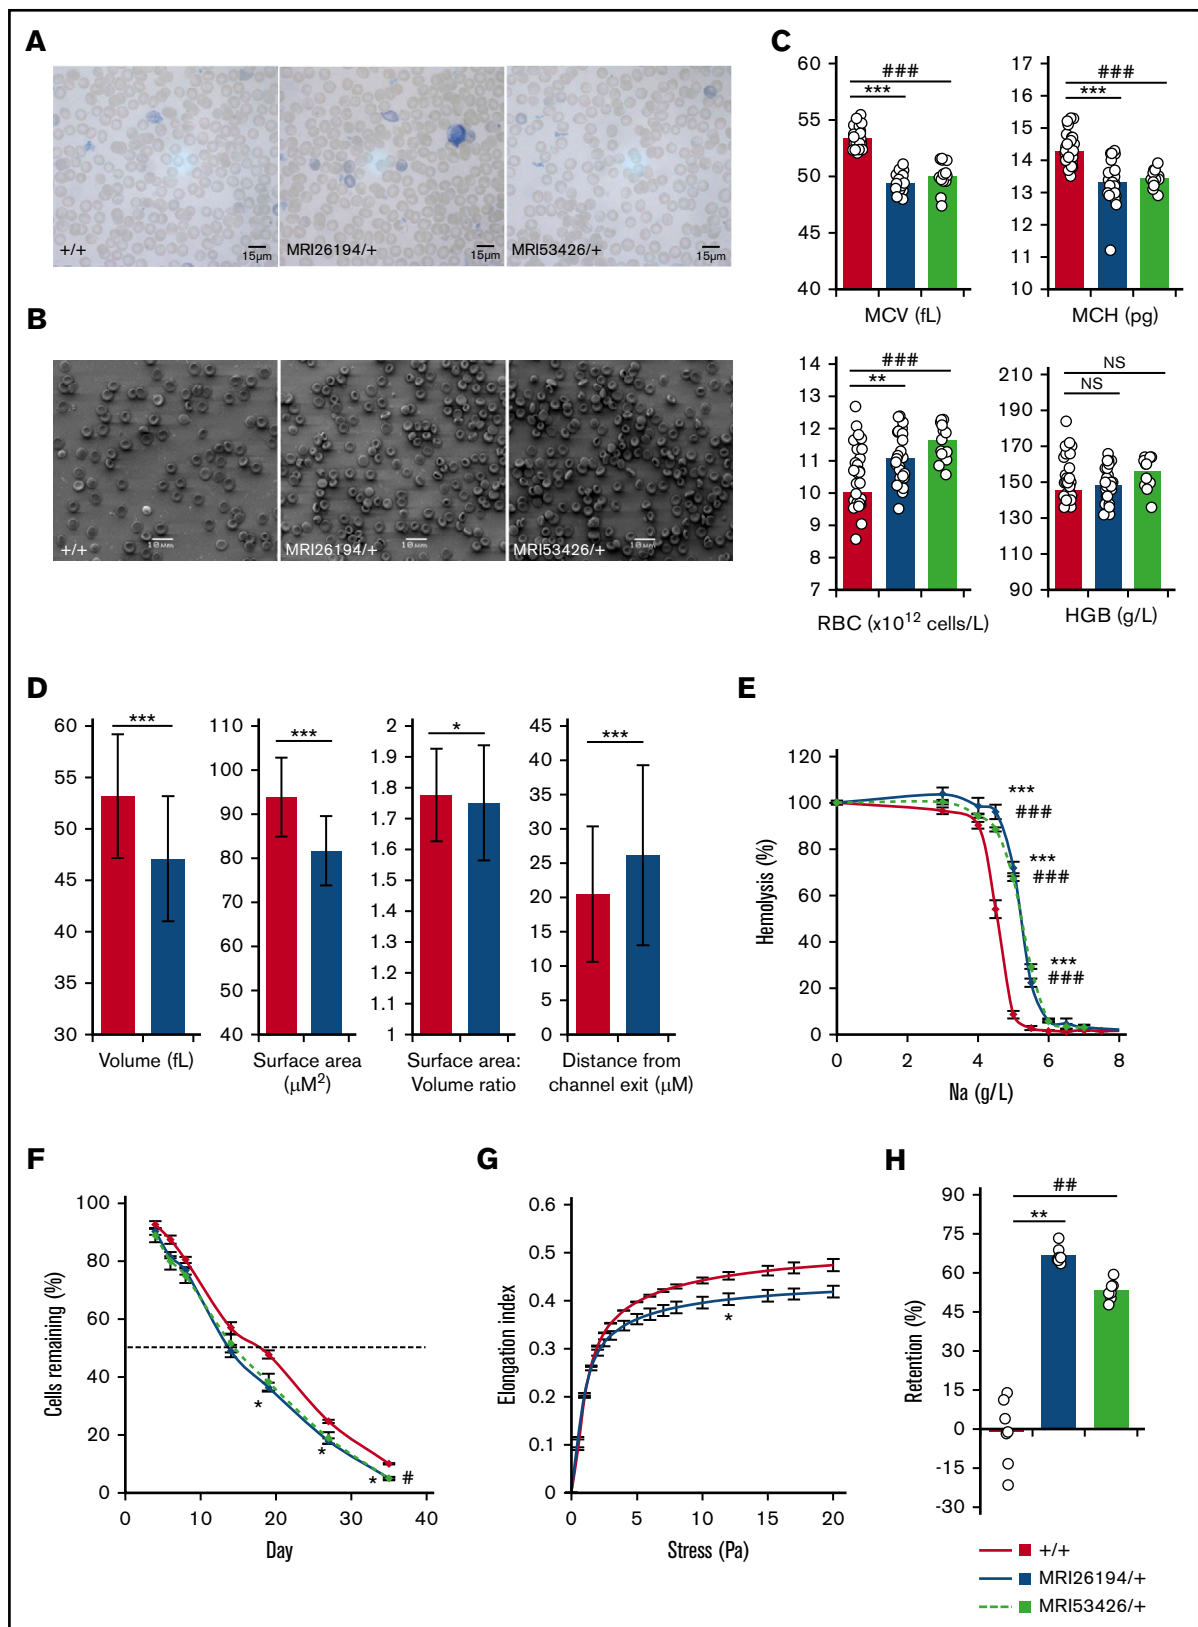 A
+/+
15µm
MRI26194/+
15µm
MRI53426/+
15µm
B
+/+
10 µm
MRI26194/+
10 µm
MRI53426/+
10 µm
C
60
55
50
45
40
###
***
MCV (fL)
17
16
15
14
13
12
11
10
###
***
MCH (pg)
14
13
12
11
10
9
8
7
###
**
RBC (x10¹² cells/L)
210
190
170
150
130
110
90
NS
NS
HGB (g/L)
D
60
55
50
45
40
35
30
***
Volume (fL)
110
100
90
80
70
60
50
40
***
Surface area
(µM²)
2
1.9
1.8
1.7
1.6
1.5
1.4
1.3
1.2
1.1
1
*
Surface area:
Volume ratio
45
40
35
30
25
20
15
10
5
0
***
Distance from
channel exit (µM)
E
120
100
80
60
40
20
0
Hemolysis (%)
***
###
***
###
***
###
0 2 4 6 8
Na (g/L)
F
100
80
60
40
20
0
Cells remaining (%)
*
*
* #
0 10 20 30 40
Day
G
0.6
0.5
0.4
0.3
0.2
0.1
0
Elongation index
*
0 5 10 15 20
Stress (Pa)
H
90
75
60
45
30
15
0
-15
-30
Retention (%)
##
**
+/+
MRI26194/+
MRI53426/+